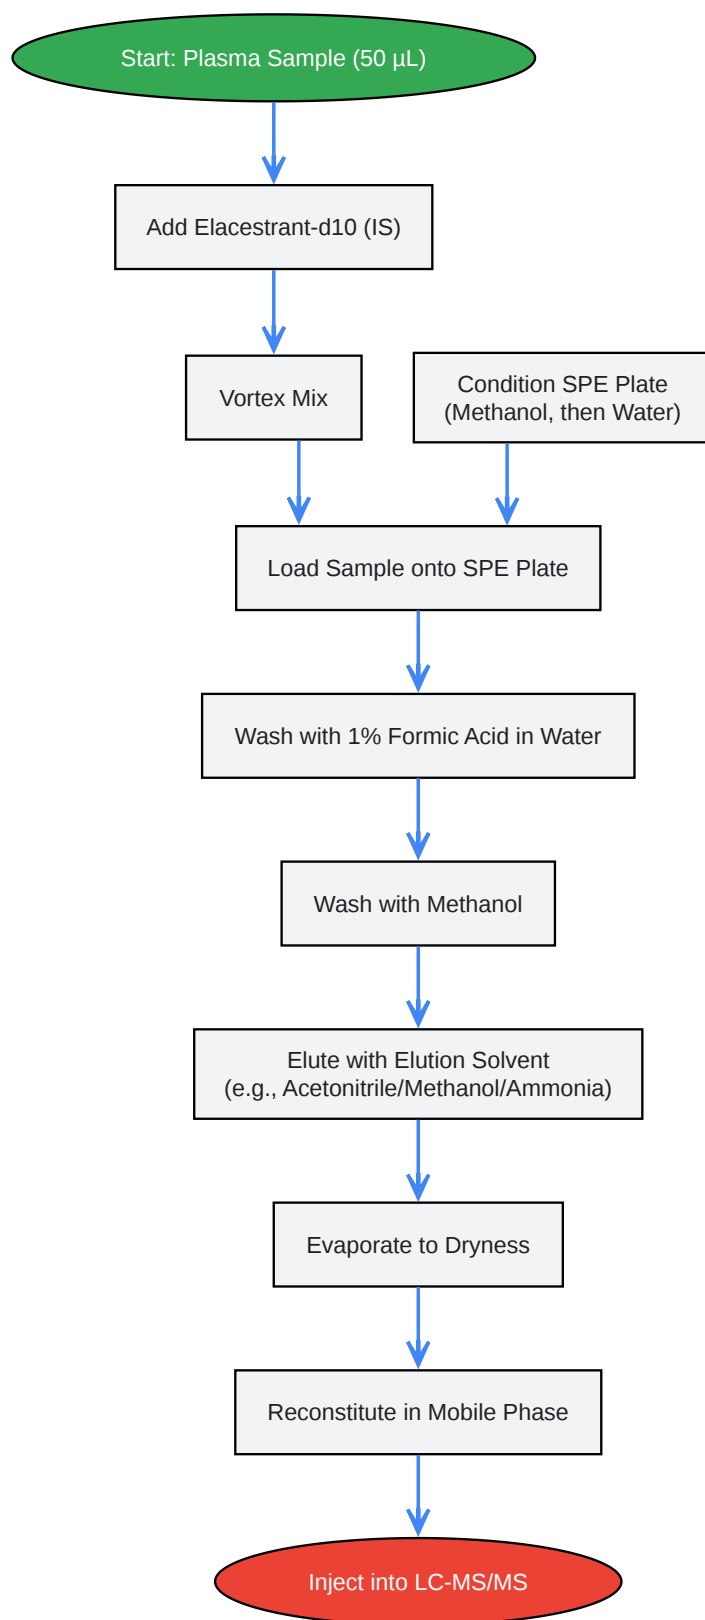 Start: Plasma Sample (50 µL)
Add Elacestrant-d10 (IS)
Vortex Mix
Condition SPE Plate
(Methanol, then Water)
Load Sample onto SPE Plate
Wash with 1% Formic Acid in Water
Wash with Methanol
Elute with Elution Solvent
(e.g., Acetonitrile/Methanol/Ammonia)
Evaporate to Dryness
Reconstitute in Mobile Phase
Inject into LC-MS/MS